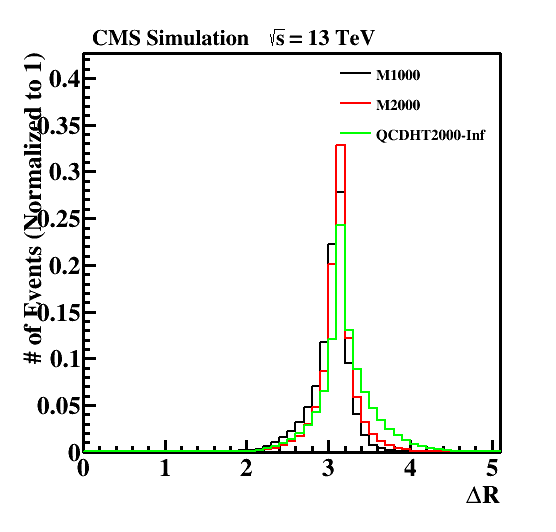 CMS Simulation √s = 13 TeV
# of Events (Normalized to 1)
0.4
0.35
0.3
0.25
0.2
0.15
0.1
0.05
0
M1000
M2000
QCDHT2000-Inf
0 1 2 3 4 5
ΔR